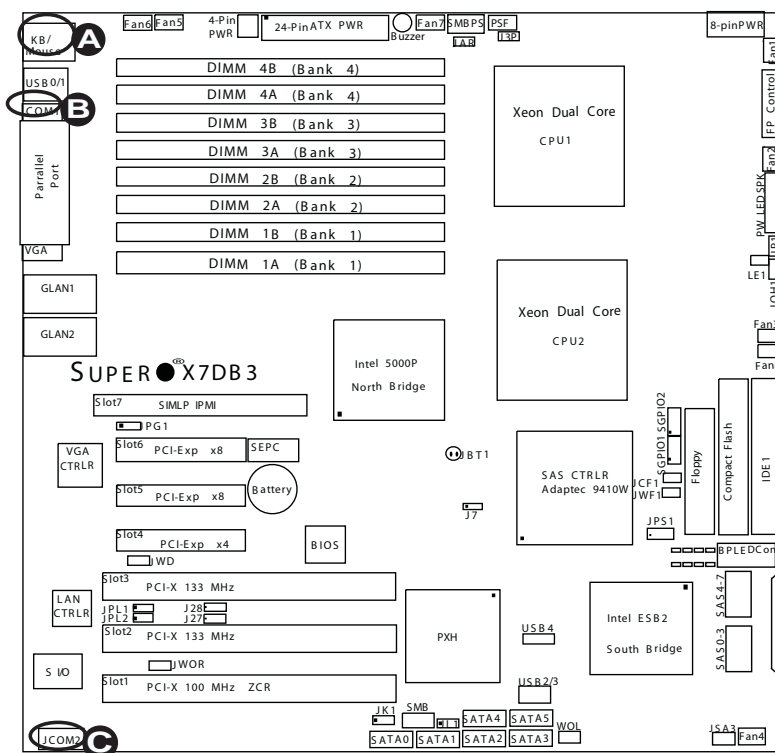 Fan6 Fan5 4-Pin PWR 24-PinATX PWR Buzzer Fan7 SMBPS PSF 8-pinPWR
JAR J3P
KB/ Mouse A
USB0/1
COM1 B
Parrallel Port
VGA
GLAN1
GLAN2
DIMM 4B (Bank 4)
DIMM 4A (Bank 4)
DIMM 3B (Bank 3)
DIMM 3A (Bank 3)
DIMM 2B (Bank 2)
DIMM 2A (Bank 2)
DIMM 1B (Bank 1)
DIMM 1A (Bank 1)
Xeon Dual Core
CPU1
Xeon Dual Core
CPU2
Fan1
FP Control
Fan2
PW LED SPK
LE1
JOH1
Fan3
Fan
Intel 5000P
North Bridge
SUPER X7DB3
Slot7 SIMLP IPMI
JPG1
VGA CTRLR
Slot6 PCI-Exp x8 SEPC
Slot5 PCI-Exp x8
Battery
Slot4 PCI-Exp x4
JWD
BIOS
JBT1
J7
SAS CTRLR
Adaptec 9410W
SGPIO1 SGPIO2
JCF1
JWF1
JPS1
Floppy
Compact Flash
IDE1
BPLEDCon
Slot3 PCI-X 133 MHz
LAN CTRLR
JPL1 J28
JPL2 J27
Slot2 PCI-X 133 MHz
JWOR
S I/O
Slot1 PCI-X 100 MHz ZCR
PXH
USB4
USB2/3
Intel ESB2
South Bridge
SAS4-7
SAS0-3
JCOM2 C
JK1 SMB SATA4 SATA5 WOL
SATA0 SATA1 SATA2 SATA3
JSA3 Fan4